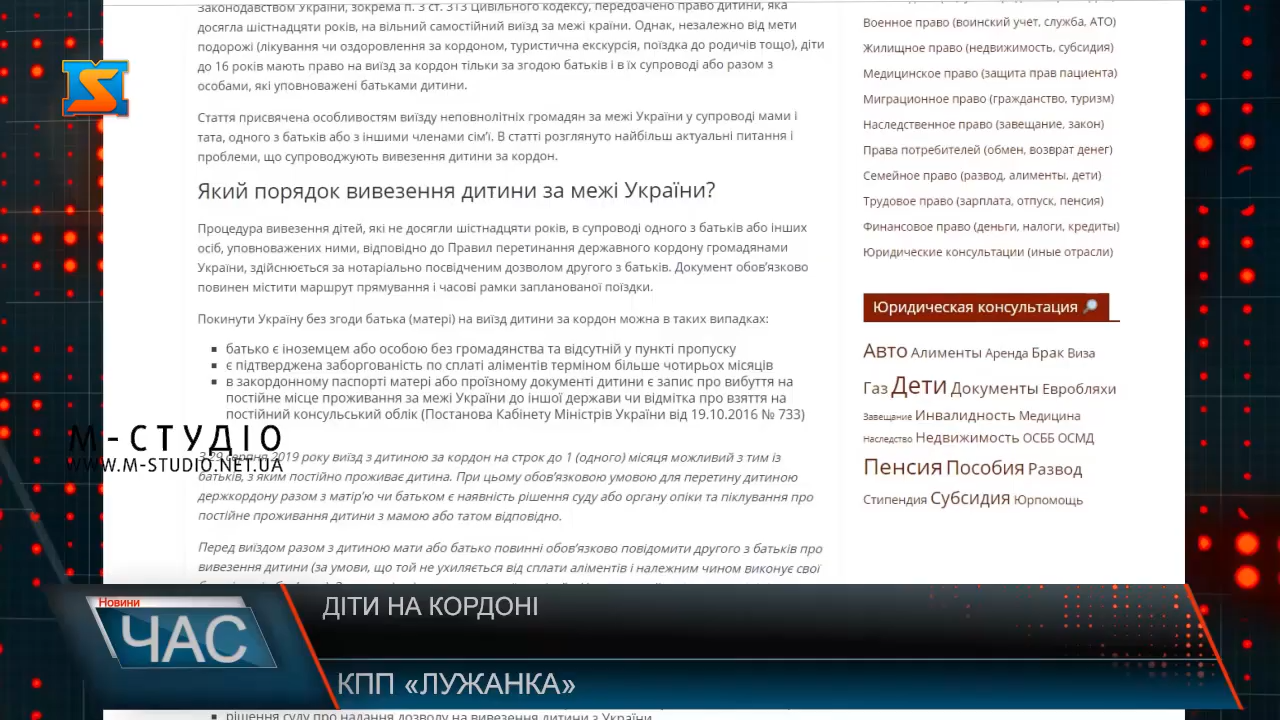 законодавством України, зокрема п. 3 ст. 313 Цивільного кодексу, передбачено право дитини, яка
досягла шістнадцяти років, на вільний самостійний виїзд за межі країни. Однак, незалежно від мети
подорожі (лікування чи оздоровлення за кордоном, туристична екскурсія, поїздка до родичів тощо), діти
до 16 років мають право на виїзд за кордон тільки за згодою батьків і в їх супроводі або разом з
особами, які уповноважені батьками дитини.
Стаття присвячена особливостям виїзду неповнолітніх громадян за межі України у супроводі мами і
тата, одного з батьків або з іншими членами сім’ї. В статті розглянуто найбільш актуальні питання і
проблеми, що супроводжують вивезення дитини за кордон.
Який порядок вивезення дитини за межі України?
Процедура вивезення дітей, які не досягли шістнадцяти років, в супроводі одного з батьків або інших
осіб, уповноважених ними, відповідно до Правил перетинання державного кордону громадянами
України, здійснюється за нотаріально посвідченим дозволом другого з батьків. Документ обов’язково
повинен містити маршрут прямування і часові рамки запланованої поїздки.
Покинути Україну без згоди батька (матері) на виїзд дитини за кордон можна в таких випадках:
батько є іноземцем або особою без громадянства та відсутній у пункті пропуску
є підтверджена заборгованість по сплаті аліментів терміном більше чотирьох місяців
в закордонному паспорті матері або проїзному документі дитини є запис про вибуття на
постійне місце проживання за межі України до іншої держави чи відмітка про взяття на
постійний консульський облік (Постанова Кабінету Міністрів України від 19.10.2016 № 733)
З 29 серпня 2019 року виїзд з дитиною за кордон на строк до 1 (одного) місяця можливий з тим із
батьків, з яким постійно проживає дитина. При цьому обов’язковою умовою для перетину дитиною
держкордону разом з матір’ю чи батьком є наявність рішення суду або органу опіки та піклування про
постійне проживання дитини з мамою або татом відповідно.
Перед виїздом разом з дитиною мати або батько повинні обов’язково повідомити другого з батьків про
вивезення дитини (за умови, що той не ухиляється від сплати аліментів і належним чином виконує свої
рішення суду про надання дозволу на вивезення дитини з України
Военное право (воинский учет, служба, АТО)
Жилищное право (недвижимость, субсидия)
Медицинское право (защита прав пациента)
Миграционное право (гражданство, туризм)
Наследственное право (завещание, закон)
Права потребителей (обмен, возврат денег)
Семейное право (развод, алименты, дети)
Трудовое право (зарплата, отпуск, пенсия)
Финансовое право (деньги, налоги, кредиты)
Юридические консультации (иные отрасли)
Юридическая консультация
Авто Алименты Аренда Брак Виза
Газ Дети Документы Евробляхи
Завещание Инвалидность Медицина
Наследство Недвижимость ОСББ ОСМД
Пенсия Пособия Развод
Стипендия Субсидия Юрпомощь
М-СТУДІО
WWW.M-STUDIO.NET.UA
Новини
ЧАС
ДІТИ НА КОРДОНІ
КПП «ЛУЖАНКА»